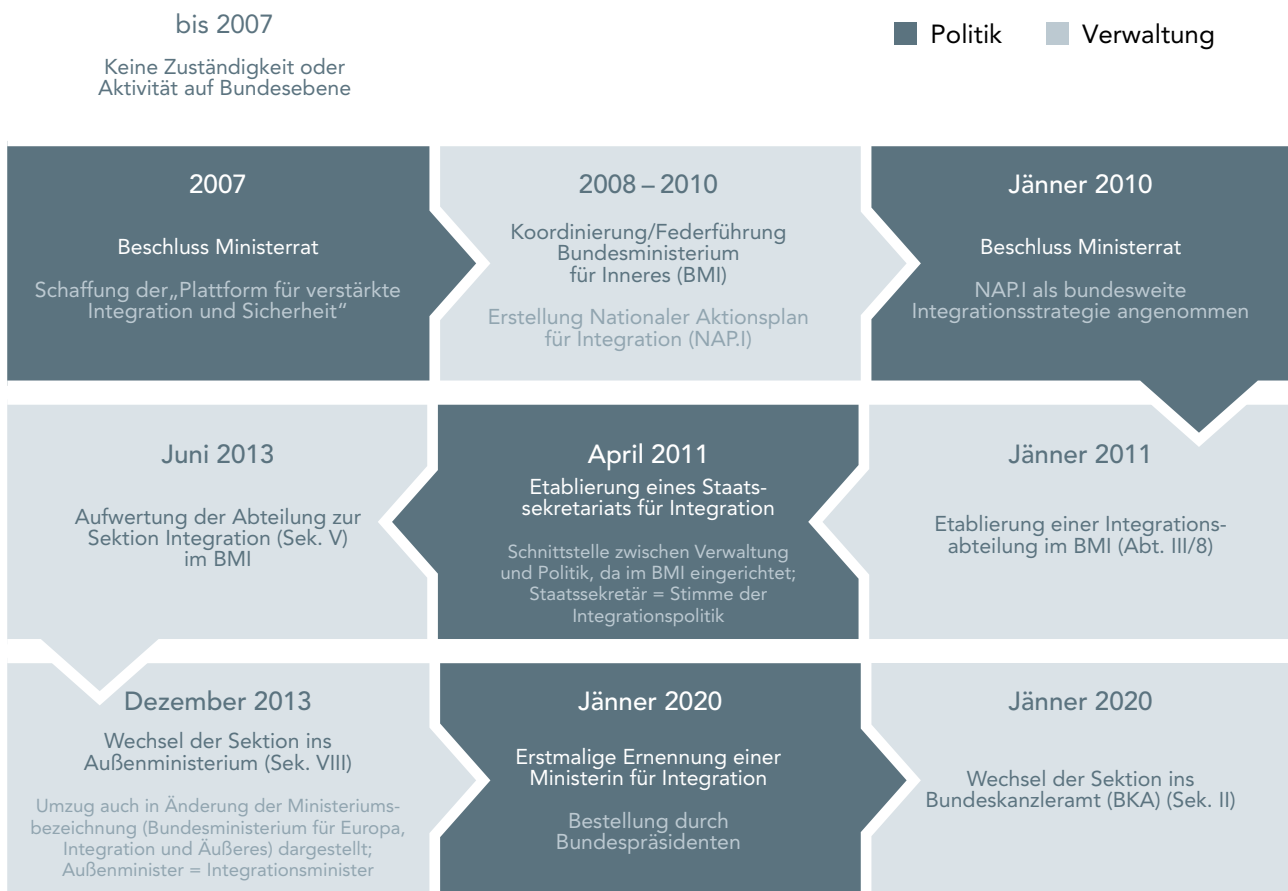 bis 2007
Keine Zuständigkeit oder
Aktivität auf Bundesebene
Politik
Verwaltung
2007
Beschluss Ministerrat
Schaffung der„Plattform für verstärkte
Integration und Sicherheit“
2008 – 2010
Koordinierung/Federführung
Bundesministerium
für Inneres (BMI)
Erstellung Nationaler Aktionsplan
für Integration (NAP.I)
Jänner 2010
Beschluss Ministerrat
NAP.I als bundesweite
Integrationsstrategie angenommen
Jänner 2011
Etablierung einer Integrations-
abteilung im BMI (Abt. III/8)
April 2011
Etablierung eines Staats-
sekretariats für Integration
Schnittstelle zwischen Verwaltung
und Politik, da im BMI eingerichtet;
Staatssekretär = Stimme der
Integrationspolitik
Juni 2013
Aufwertung der Abteilung zur
Sektion Integration (Sek. V)
im BMI
Dezember 2013
Wechsel der Sektion ins
Außenministerium (Sek. VIII)
Umzug auch in Änderung der Ministeriums-
bezeichnung (Bundesministerium für Europa,
Integration und Äußeres) dargestellt;
Außenminister = Integrationsminister
Jänner 2020
Erstmalige Ernennung einer
Ministerin für Integration
Bestellung durch
Bundespräsidenten
Jänner 2020
Wechsel der Sektion ins
Bundeskanzleramt (BKA) (Sek. II)